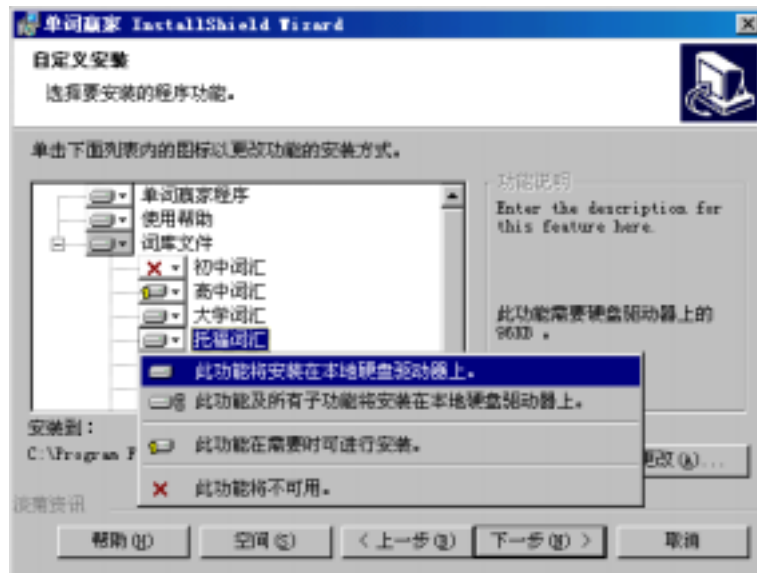 单词赢家 InstallShield Wizard
自定义安装
选择要安装的程序功能。
单击下面列表内的图标以更改功能的安装方式。
单词赢家程序
使用帮助
词库文件
初中词汇
高中词汇
大学词汇
托福词汇
功能说明
Enter the description for
this feature here.
此功能需要硬盘驱动器上的
96KB 。
此功能将安装在本地硬盘驱动器上。
此功能及所有子功能将安装在本地硬盘驱动器上。
此功能在需要时可进行安装。
此功能将不可用。
安装到：
C:\Program F
更改(A)...
帮助(H)
空间(S)
< 上一步(B)
下一步(N) >
取消